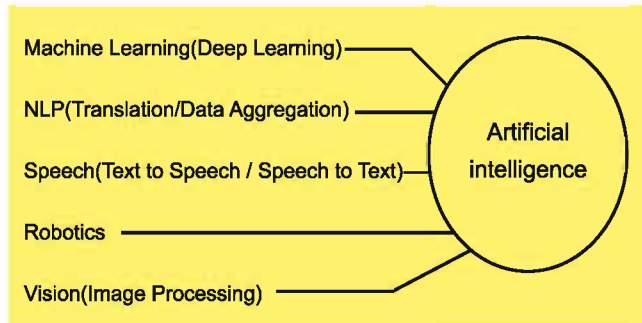 Machine Learning(Deep Learning)
NLP(Translation/Data Aggregation)
Speech(Text to Speech / Speech to Text)
Robotics
Vision(Image Processing)
Artificial
intelligence